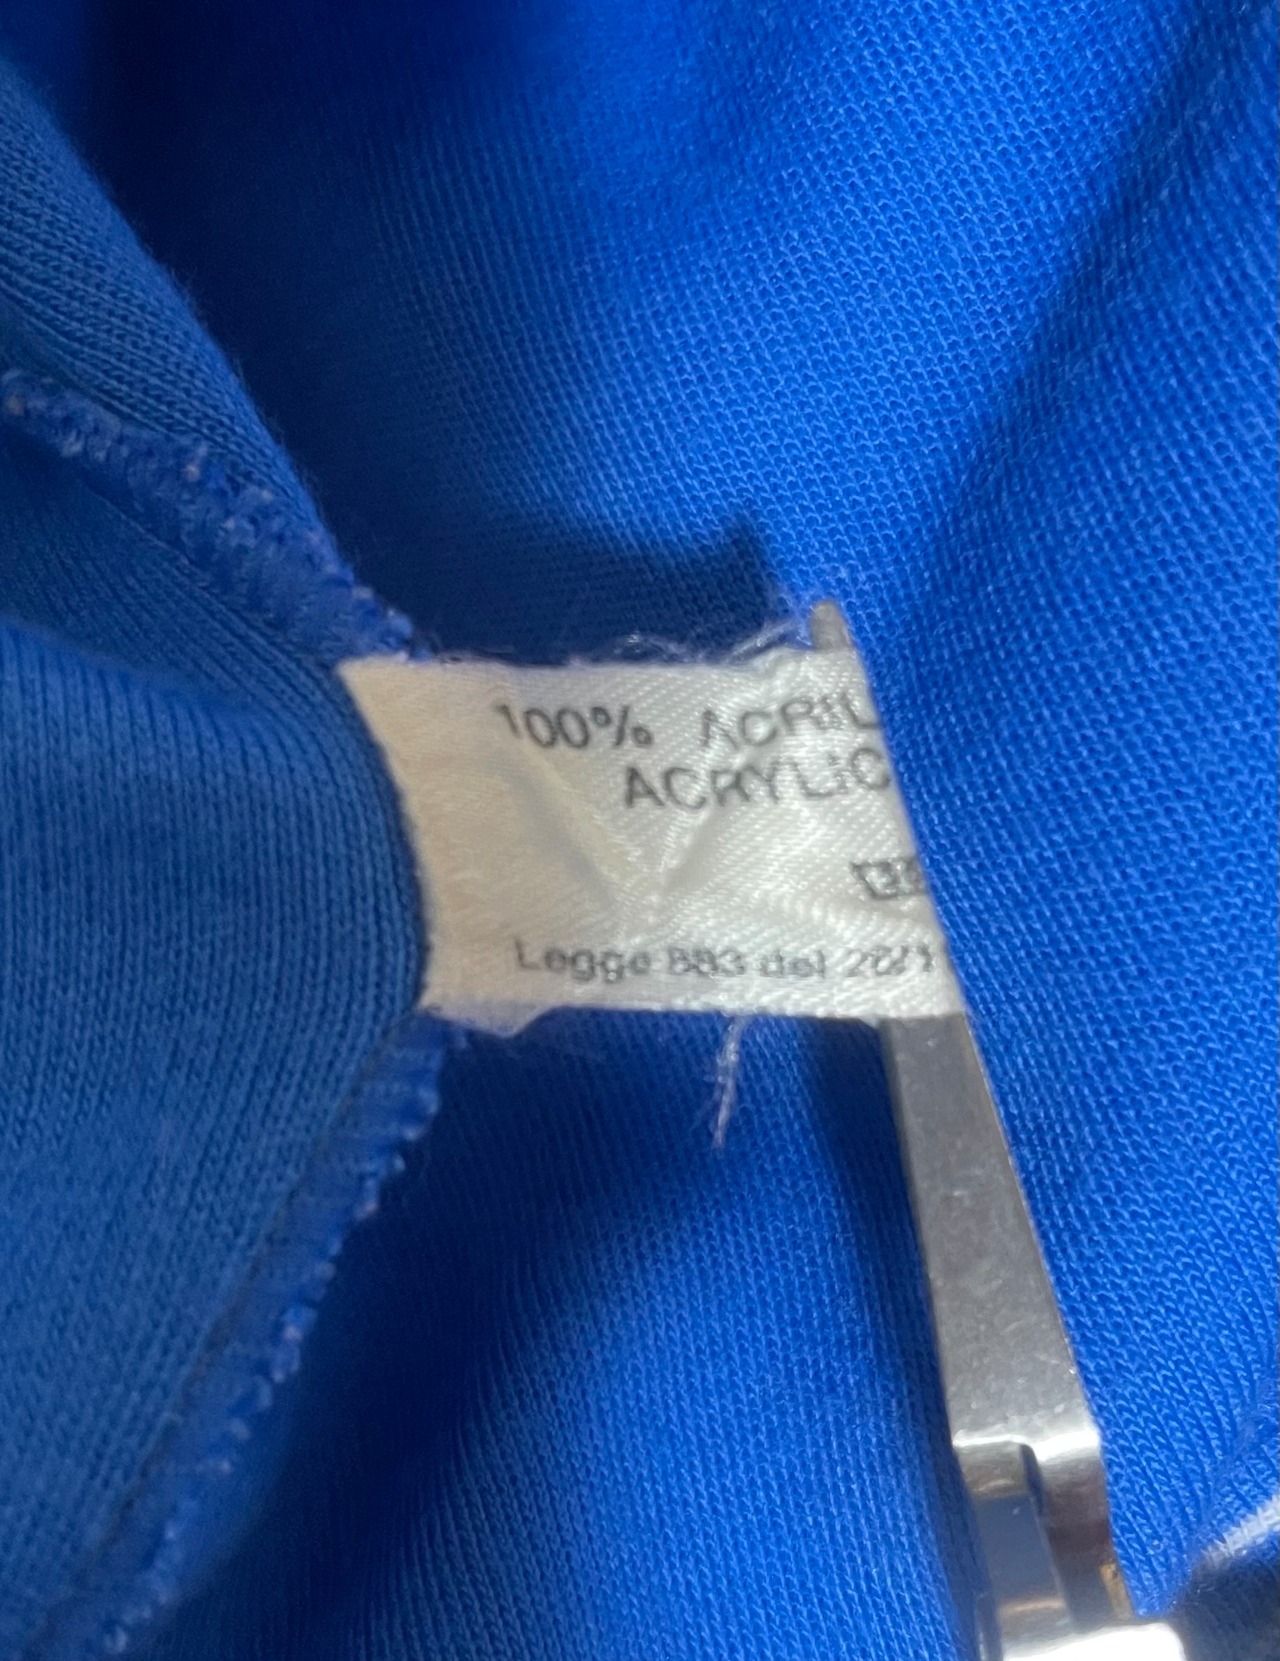 100% ACRIL
ACRYLIC
Legge 883 del 26/1